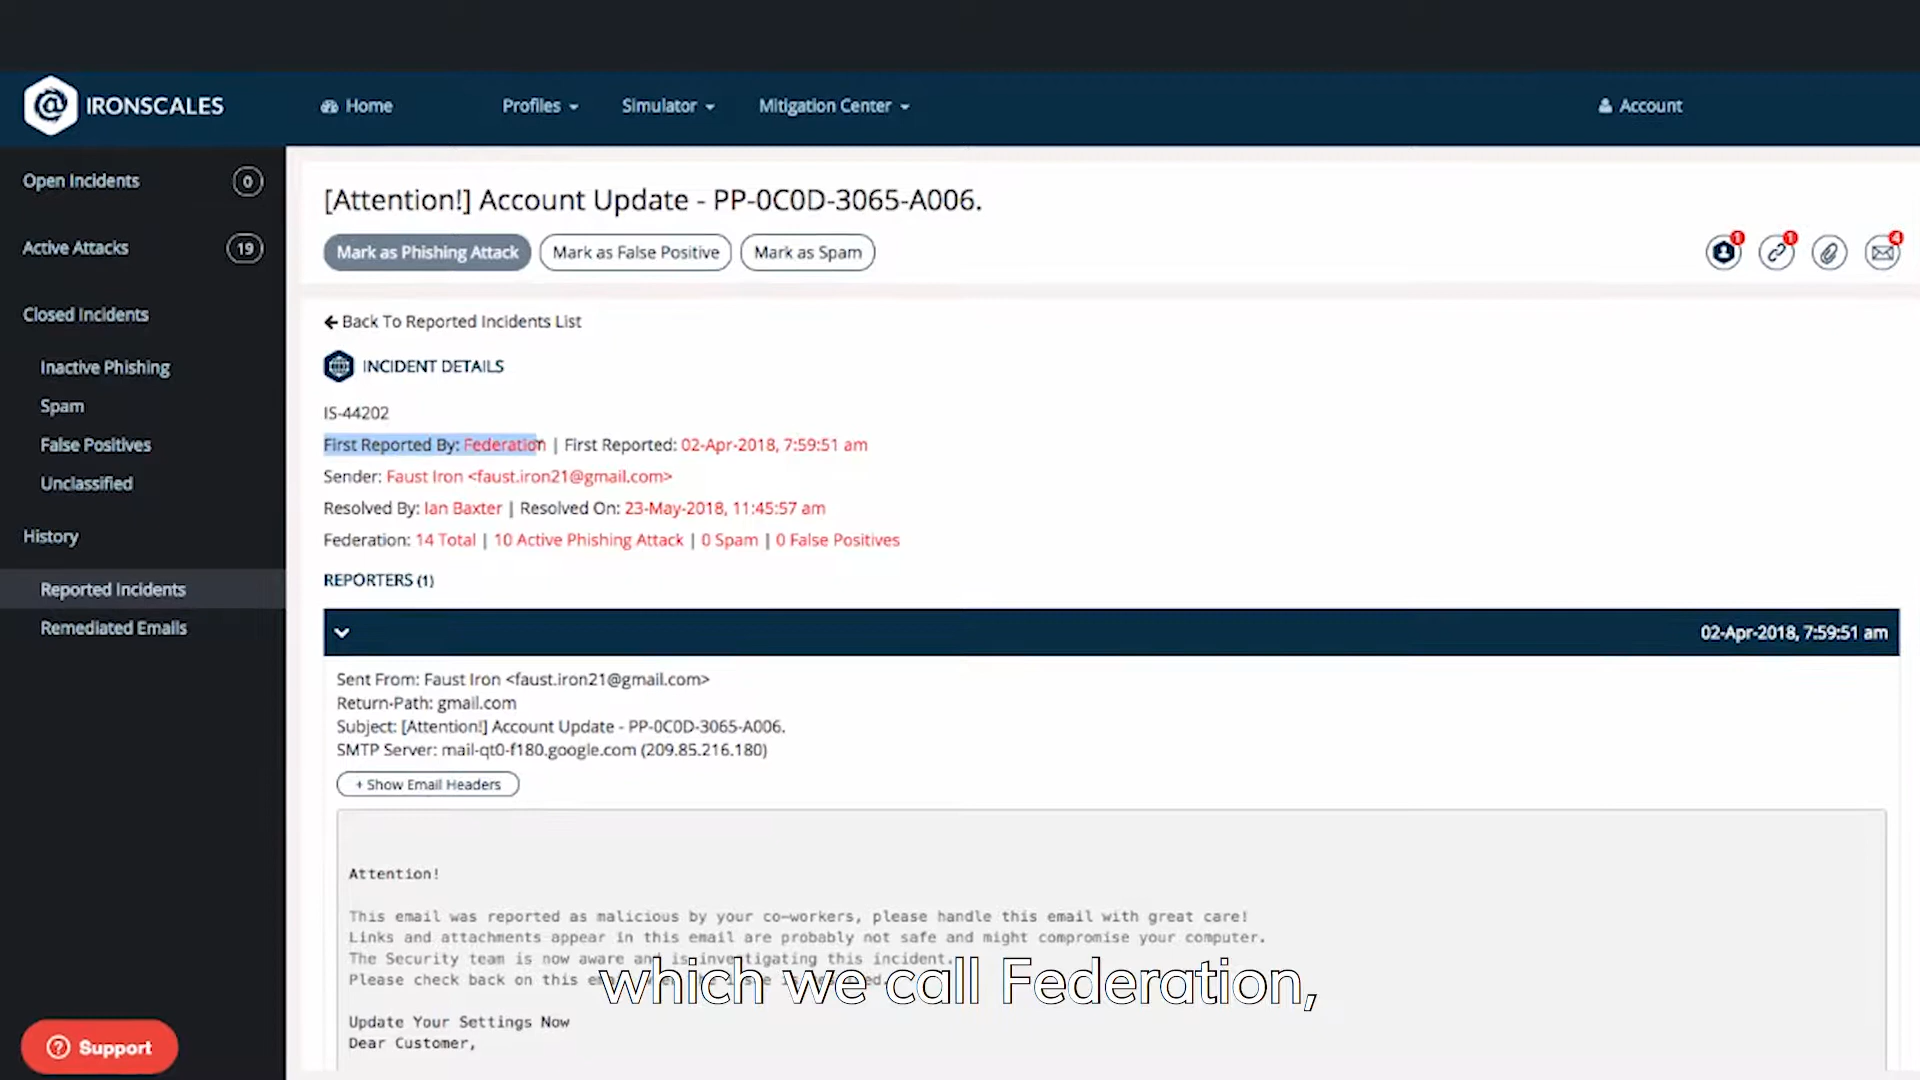 @ IRONSCALES
Home
Profiles
Simulator
Mitigation Center
Account
Open Incidents 0
Active Attacks 19
Closed Incidents
Inactive Phishing
Spam
False Positives
Unclassified
History
Reported Incidents
Remediated Emails
Support
[Attention!] Account Update - PP-0C0D-3065-A006.
Mark as Phishing Attack
Mark as False Positive
Mark as Spam
1
1
4
Back To Reported Incidents List
INCIDENT DETAILS
IS-44202
First Reported By: Federation | First Reported: 02-Apr-2018, 7:59:51 am
Sender: Faust Iron <faust.iron21@gmail.com>
Resolved By: Ian Baxter | Resolved On: 23-May-2018, 11:45:57 am
Federation: 14 Total | 10 Active Phishing Attack | 0 Spam | 0 False Positives
REPORTERS (1)
02-Apr-2018, 7:59:51 am
Sent From: Faust Iron <faust.iron21@gmail.com>
Return-Path: gmail.com
Subject: [Attention!] Account Update - PP-0C0D-3065-A006.
SMTP Server: mail-qt0-f180.google.com (209.85.216.180)
+ Show Email Headers
Attention!
This email was reported as malicious by your co-workers, please handle this email with great care!
Links and attachments appear in this email are probably not safe and might compromise your computer.
The Security team is now aware and is investigating this incident.
Please check back on this
which we call Federation,
Update Your Settings Now
Dear Customer,